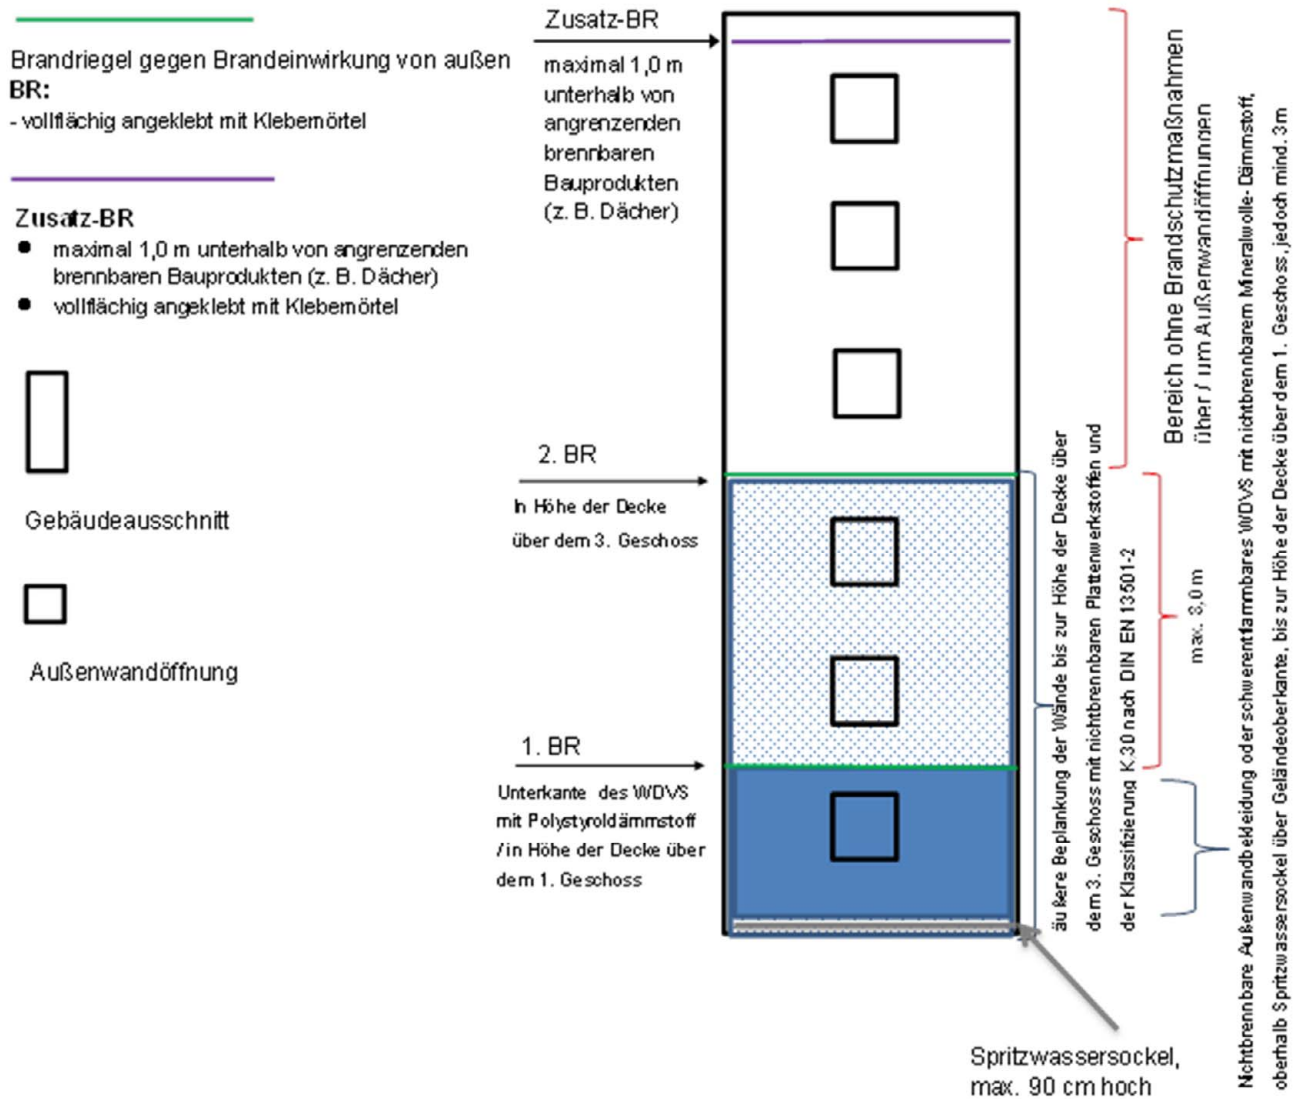 Brandriegel gegen Brandeinwirkung von außen
BR:
- vollflächig angeklebt mit Klebemörtel
Zusatz-BR
● maximal 1,0 m unterhalb von angrenzenden
brennbaren Bauprodukten (z. B. Dächer)
● vollflächig angeklebt mit Klebemörtel
Gebäudeausschnitt
Außenwandöffnung
Zusatz-BR
maximal 1,0 m
unterhalb von
angrenzenden
brennbaren
Bauprodukten
(z. B. Dächer)
2. BR
In Höhe der Decke
über dem 3. Geschoss
1. BR
Unterkante des WDVS
mit Polystyroldämmstoff
/in Höhe der Decke über
dem 1. Geschoss
äußere Beplankung der Wände bis zur Höhe der Decke über
dem 3. Geschoss mit nichtbrennbaren Plattenwerkstoffen und
der Klassifizierung K₂30 nach DIN EN 13501-2
Bereich ohne Brandschutzmaßnahmen
über / um Außenwandöffnungen
max. 3,0 m
Nichtbrennbare Außenwandbekleidung oder schwerentflammbares WDVS mit nichtbrennbarem Mineralwolle-Dämmstoff,
oberhalb Spritzwassersockel über Geländeoberkante, bis zur Höhe der Decke über dem 1. Geschoss, jedoch mind. 3m
Spritzwassersockel,
max. 90 cm hoch